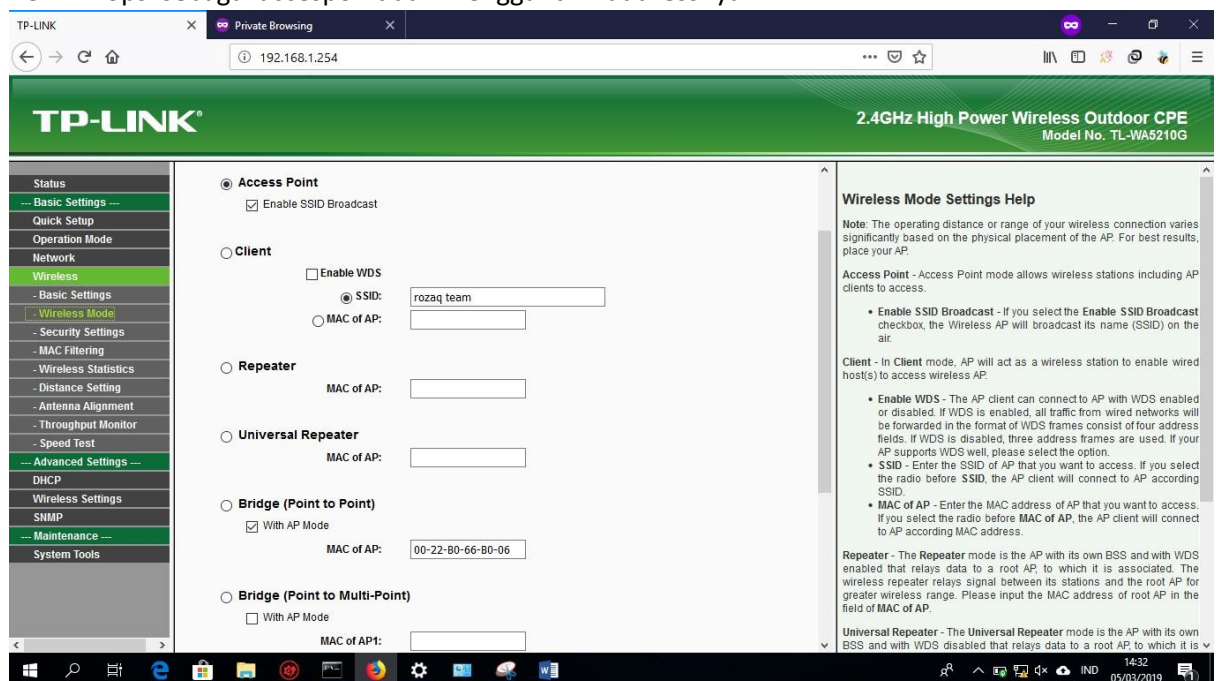 TP-LINK
Private Browsing
192.168.1.254
TP-LINK®
2.4GHz High Power Wireless Outdoor CPE
Model No. TL-WA5210G
Status
--- Basic Settings ---
Quick Setup
Operation Mode
Network
Wireless
- Basic Settings
- Wireless Mode
- Security Settings
- MAC Filtering
- Wireless Statistics
- Distance Setting
- Antenna Alignment
- Throughput Monitor
- Speed Test
--- Advanced Settings ---
DHCP
Wireless Settings
SNMP
--- Maintenance ---
System Tools
Access Point
Enable SSID Broadcast
Client
Enable WDS
SSID: rozaq team
MAC of AP:
Repeater
MAC of AP:
Universal Repeater
MAC of AP:
Bridge (Point to Point)
With AP Mode
MAC of AP: 00-22-B0-66-B0-06
Bridge (Point to Multi-Point)
With AP Mode
MAC of AP1:
Wireless Mode Settings Help
Note: The operating distance or range of your wireless connection varies
significantly based on the physical placement of the AP. For best results,
place your AP.
Access Point - Access Point mode allows wireless stations including AP
clients to access.
• Enable SSID Broadcast - If you select the Enable SSID Broadcast
checkbox, the Wireless AP will broadcast its name (SSID) on the
air.
Client - In Client mode, AP will act as a wireless station to enable wired
host(s) to access wireless AP.
• Enable WDS - The AP client can connect to AP with WDS enabled
or disabled. If WDS is enabled, all traffic from wired networks will
be forwarded in the format of WDS frames consist of four address
fields. If WDS is disabled, three address frames are used. If your
AP supports WDS well, please select the option.
• SSID - Enter the SSID of AP that you want to access. If you select
the radio before SSID, the AP client will connect to AP according
SSID.
• MAC of AP - Enter the MAC address of AP that you want to access.
If you select the radio before MAC of AP, the AP client will connect
to AP according MAC address.
Repeater - The Repeater mode is the AP with its own BSS and with WDS
enabled that relays data to a root AP, to which it is associated. The
wireless repeater relays signal between its stations and the root AP for
greater wireless range. Please input the MAC address of root AP in the
field of MAC of AP.
Universal Repeater - The Universal Repeater mode is the AP with its own
BSS and with WDS disabled that relays data to a root AP, to which it is
IND
14:32
05/03/2019